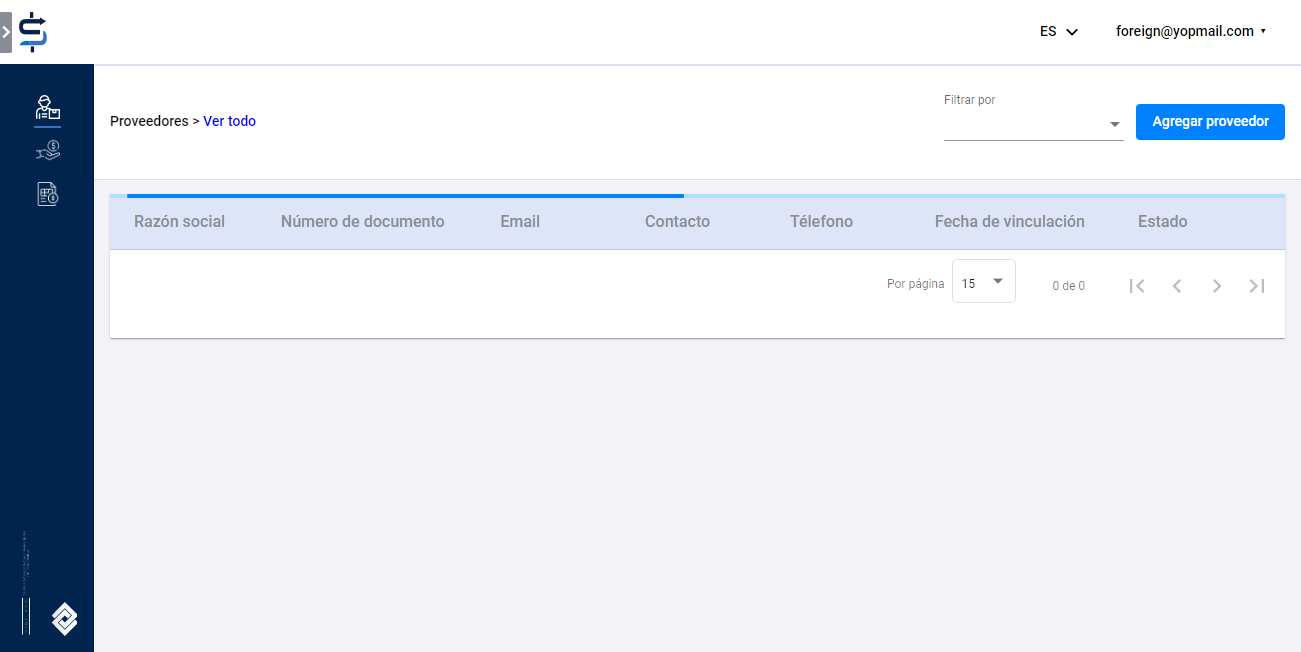 ES
foreign@yopmail.com
Filtrar por
Proveedores > Ver todo
Agregar proveedor
Razón social Número de documento Email Contacto Télefono Fecha de vinculación Estado
Por página 15 0 de 0